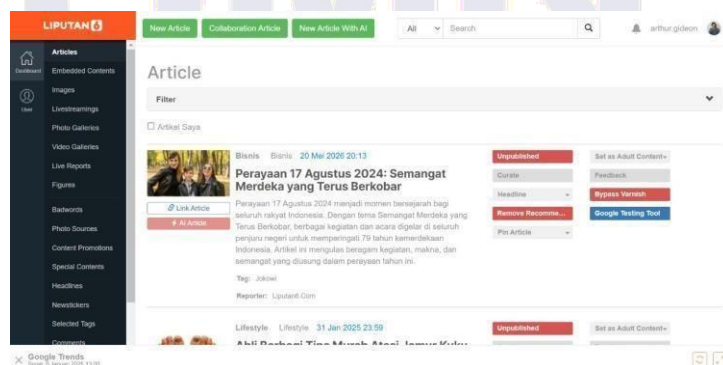 LIPUTAN 6
New Article
Collaboration Article
New Article With AI
All
Search
arthur.gideon
Dashboard
User
Articles
Embedded Contents
Images
Livestreamings
Photo Galleries
Video Galleries
Live Reports
Figures
Badwords
Photo Sources
Content Promotions
Special Contents
Headlines
Newstickers
Selected Tags
Comments
Article
Filter
Artikel Saya
Bisnis Bisnis 20 Mei 2026 20:13
Perayaan 17 Agustus 2024: Semangat
Merdeka yang Terus Berkobar
Perayaan 17 Agustus 2024 menjadi momen bersejarah bagi
seluruh rakyat Indonesia. Dengan tema Semangat Merdeka yang
Terus Berkobar, berbagai kegiatan dan acara digelar di seluruh
penjuru negeri untuk memperingati 79 tahun kemerdekaan
Indonesia. Artikel ini mengulas beragam kegiatan, makna, dan
semangat yang diusung dalam perayaan tahun ini.
Tag: Jokowi
Reporter: Liputan6.Com
Link Article
AI Article
Unpublished
Curate
Headline
Remove Recomme...
Pin Article
Set as Adult Content
Feedback
Bypass Varnish
Google Testing Tool
Lifestyle Lifestyle 31 Jan 2025 23:59
Ahli Berbagi Tips Murah Atasi Jamur Kuku
Unpublished
Set as Adult Content
Google Trends